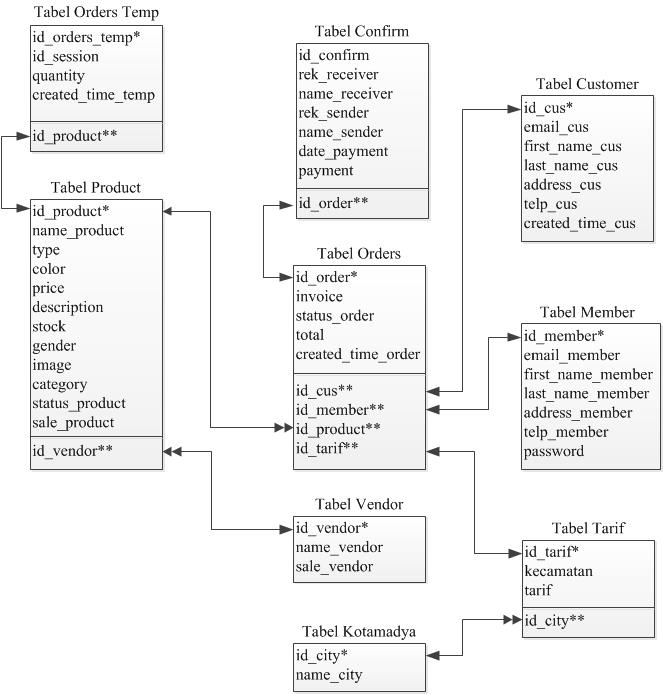 Tabel Orders Temp
id_orders_temp*
id_session
quantity
created_time_temp
id_product**
Tabel Product
id_product*
name_product
type
color
price
description
stock
gender
image
category
status_product
sale_product
id_vendor**
Tabel Confirm
id_confirm
rek_receiver
name_receiver
rek_sender
name_sender
date_payment
payment
id_order**
Tabel Orders
id_order*
invoice
status_order
total
created_time_order
id_cus**
id_member**
id_product**
id_tarif**
Tabel Vendor
id_vendor*
name_vendor
sale_vendor
Tabel Kotamadya
id_city*
name_city
Tabel Customer
id_cus*
email_cus
first_name_cus
last_name_cus
address_cus
telp_cus
created_time_cus
Tabel Member
id_member*
email_member
first_name_member
last_name_member
address_member
telp_member
password
Tabel Tarif
id_tarif*
kecamatan
tarif
id_city**